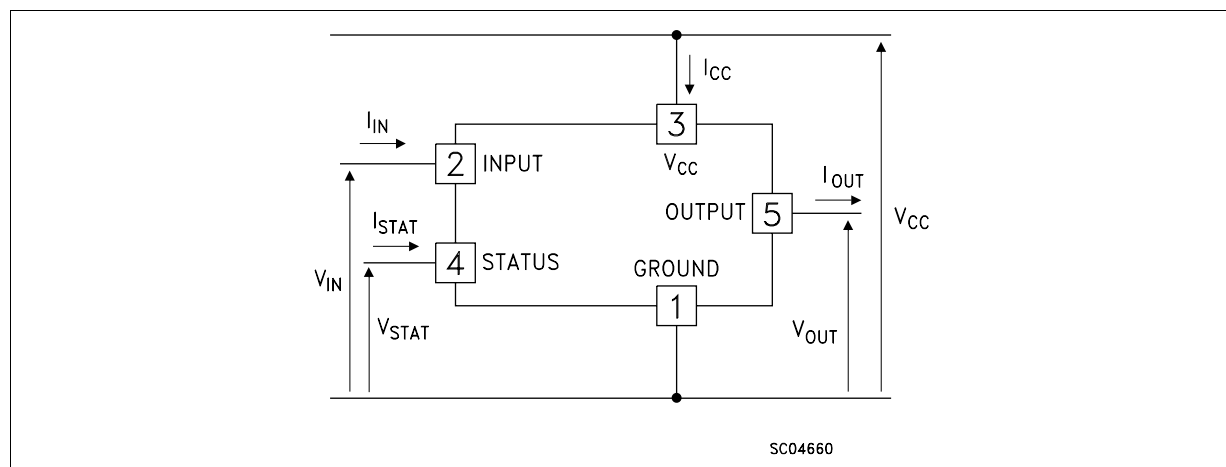 I_CC
3
V_CC
I_IN
2 INPUT
I_OUT
OUTPUT 5
V_CC
I_STAT
4 STATUS
GROUND
1
V_IN
V_STAT
V_OUT
SC04660